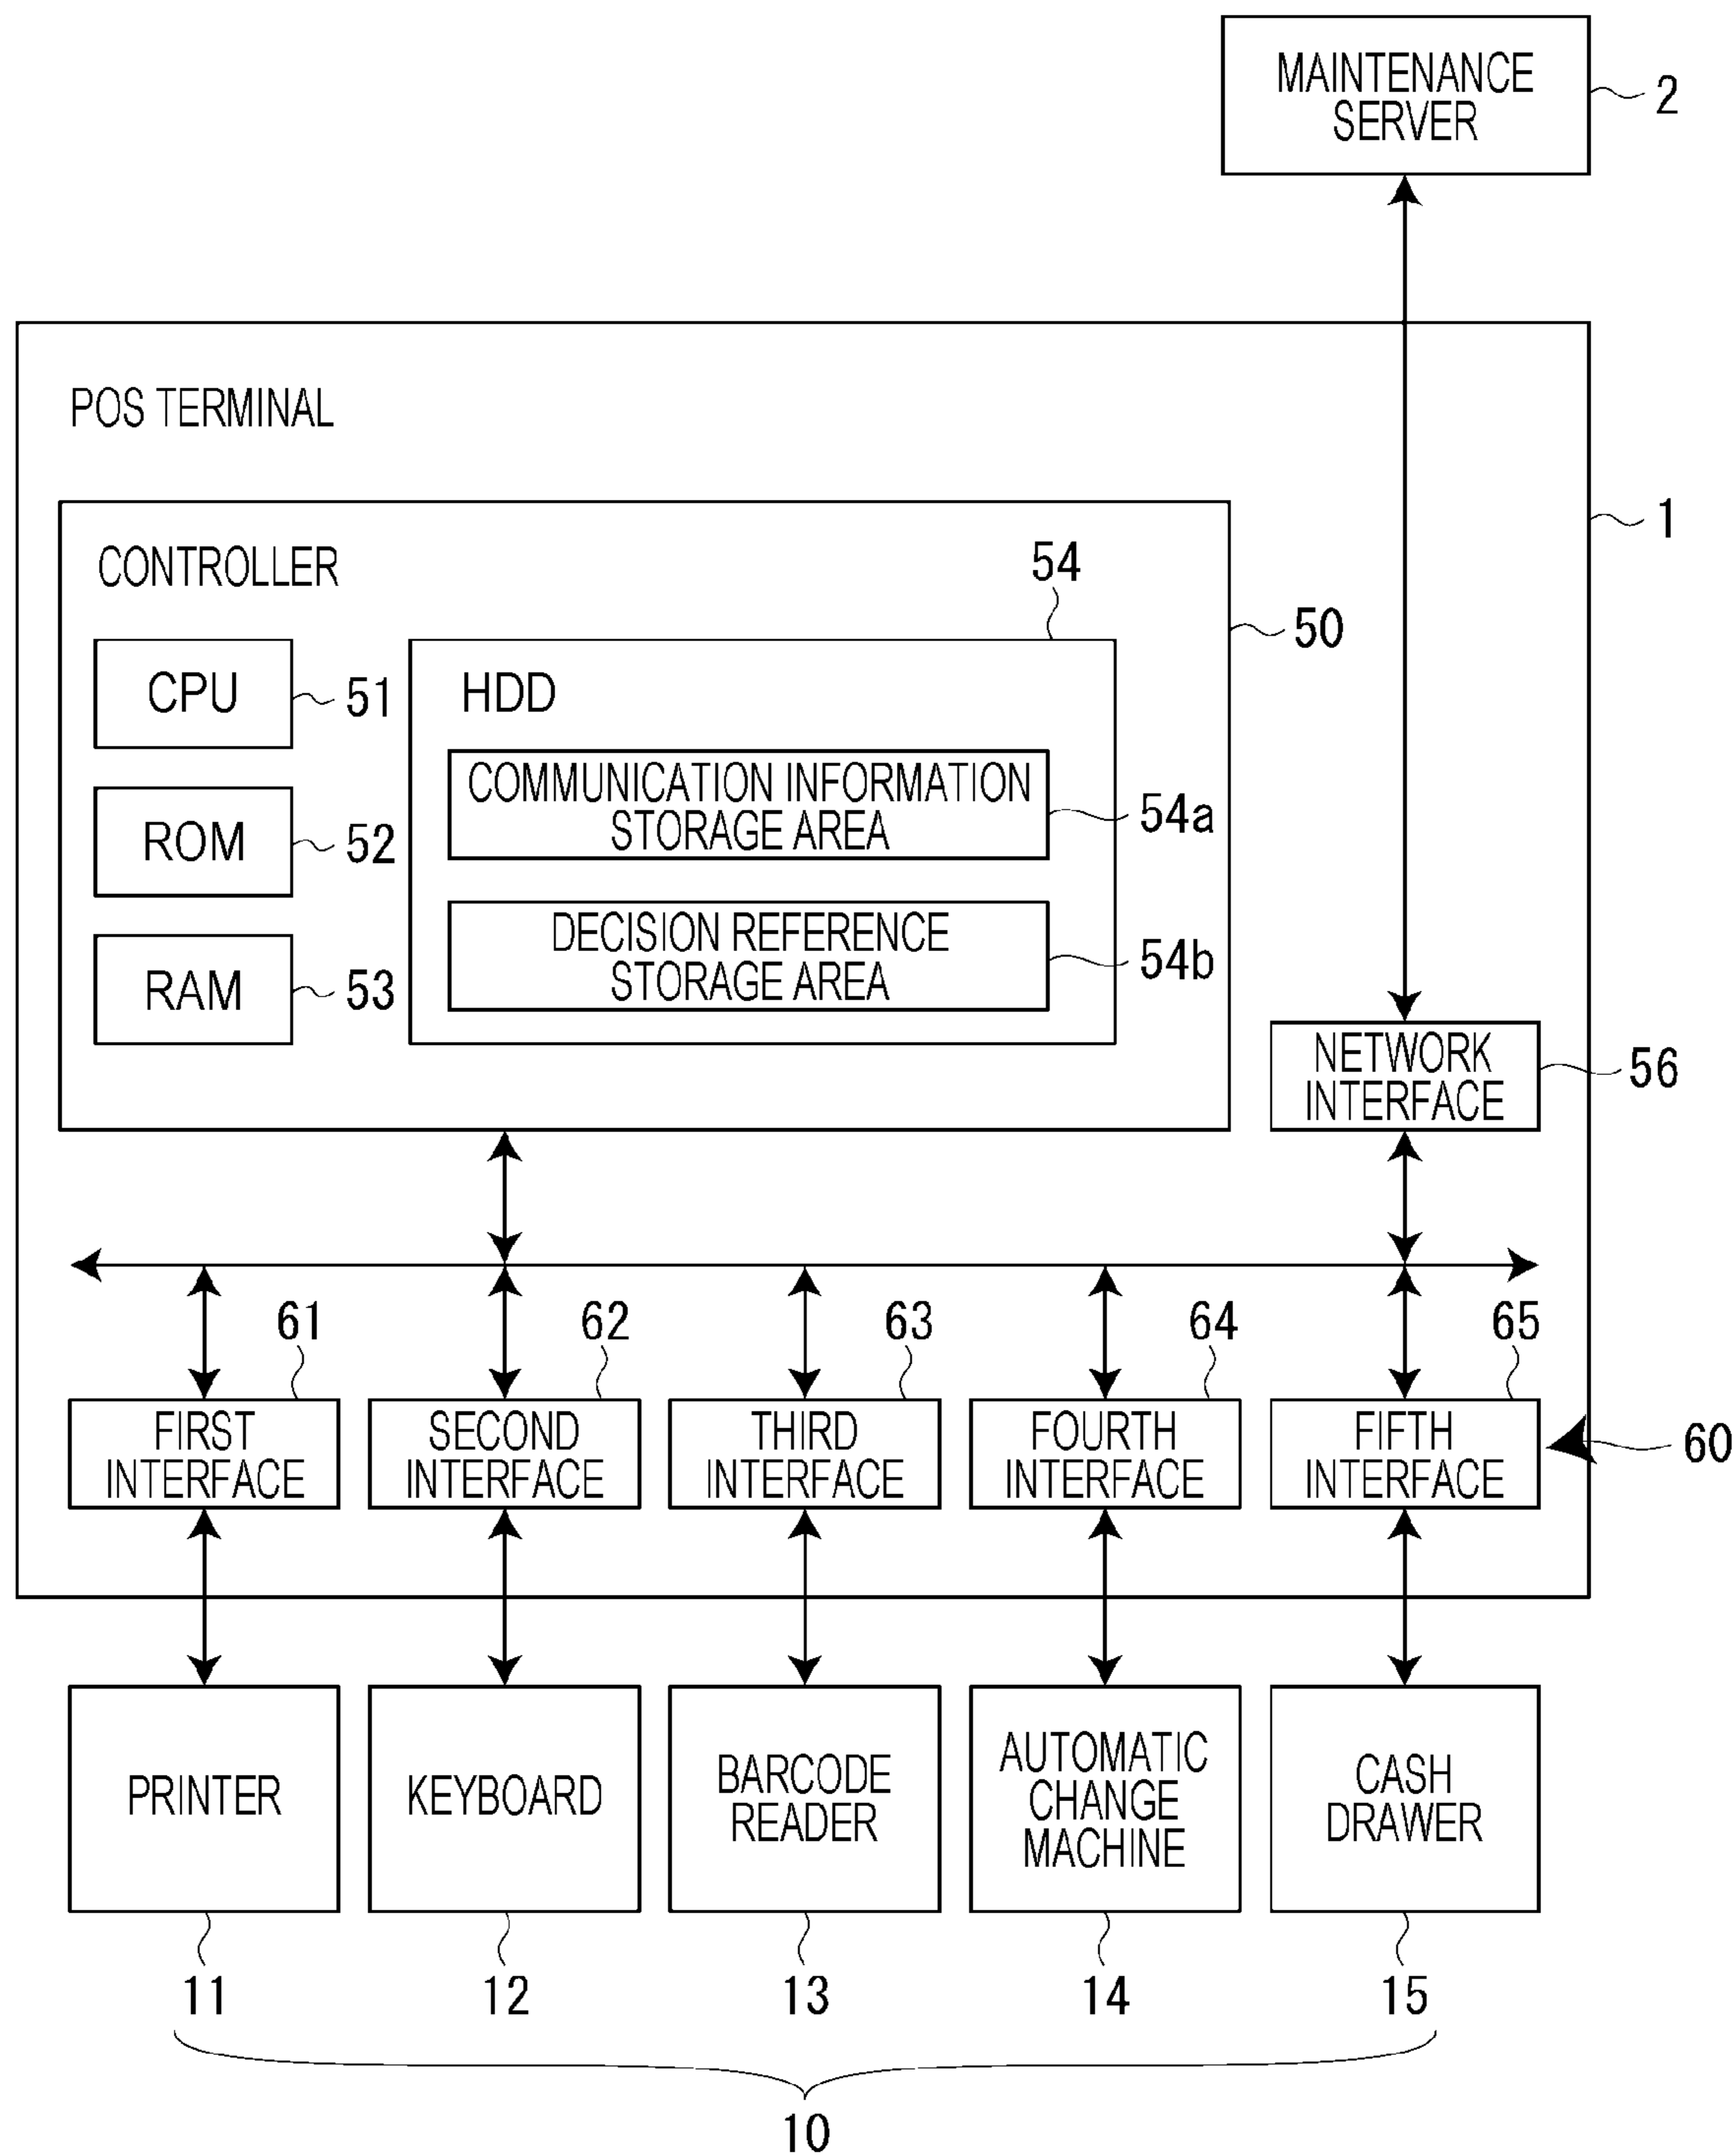 MAINTENANCE
SERVER
2
POS TERMINAL
1
CONTROLLER
54
50
CPU
51
HDD
COMMUNICATION INFORMATION
STORAGE AREA
54a
ROM
52
DECISION REFERENCE
STORAGE AREA
54b
RAM
53
NETWORK
INTERFACE
56
61
62
63
64
65
FIRST
INTERFACE
SECOND
INTERFACE
THIRD
INTERFACE
FOURTH
INTERFACE
FIFTH
INTERFACE
60
PRINTER
KEYBOARD
BARCODE
READER
AUTOMATIC
CHANGE
MACHINE
CASH
DRAWER
11
12
13
14
15
10